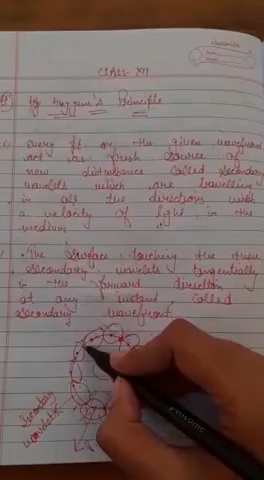 CLASS- XII
Huygen's Principle
Every pt on the given wavefront
act as fresh source of
new disturbance called secondary
wavelets which are travelling
in all the directions with
a velocity of light in the
medium.
The surface touching the
secondary wavelets tangentially
in the forward direction
at any instant called
secondary wavefront
Secondary
wavelets